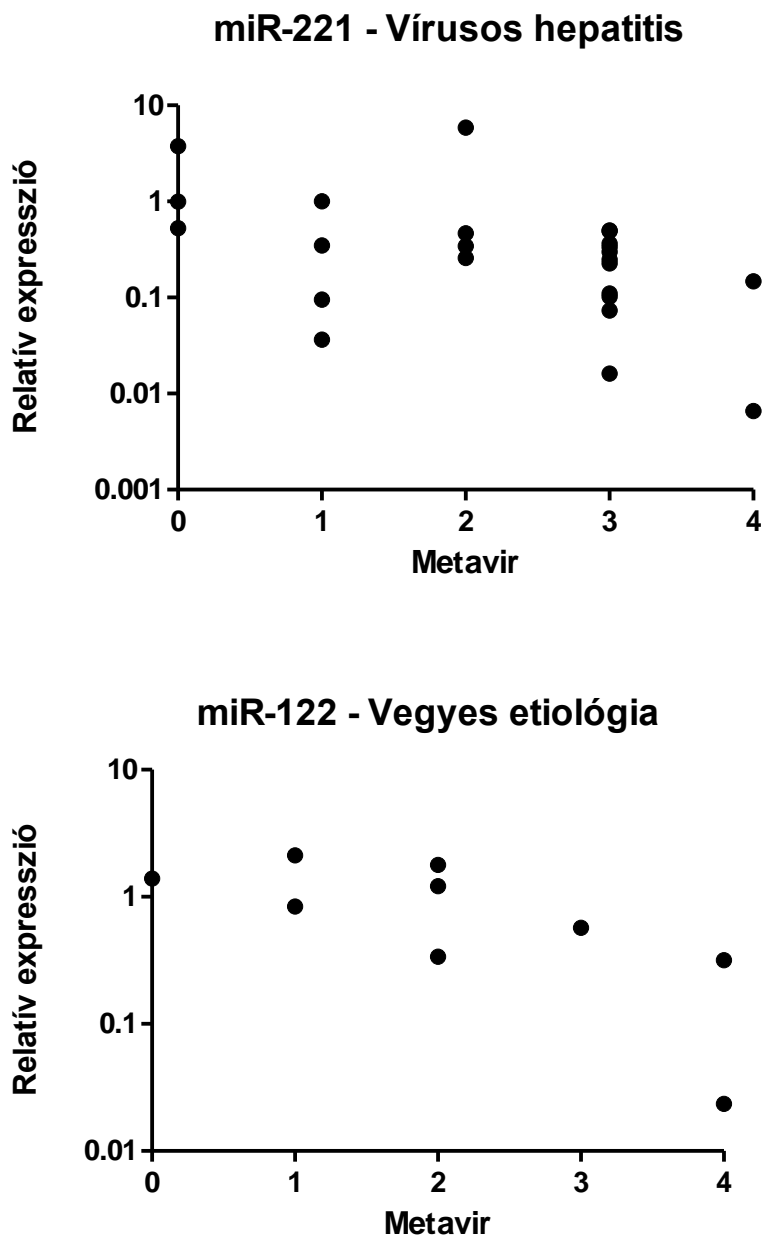 miR-221 - Vírusos hepatitis
Relatív expresszió
10
1
0.1
0.01
0.001
0 1 2 3 4
Metavir
miR-122 - Vegyes etiológia
Relatív expresszió
10
1
0.1
0.01
0 1 2 3 4
Metavir